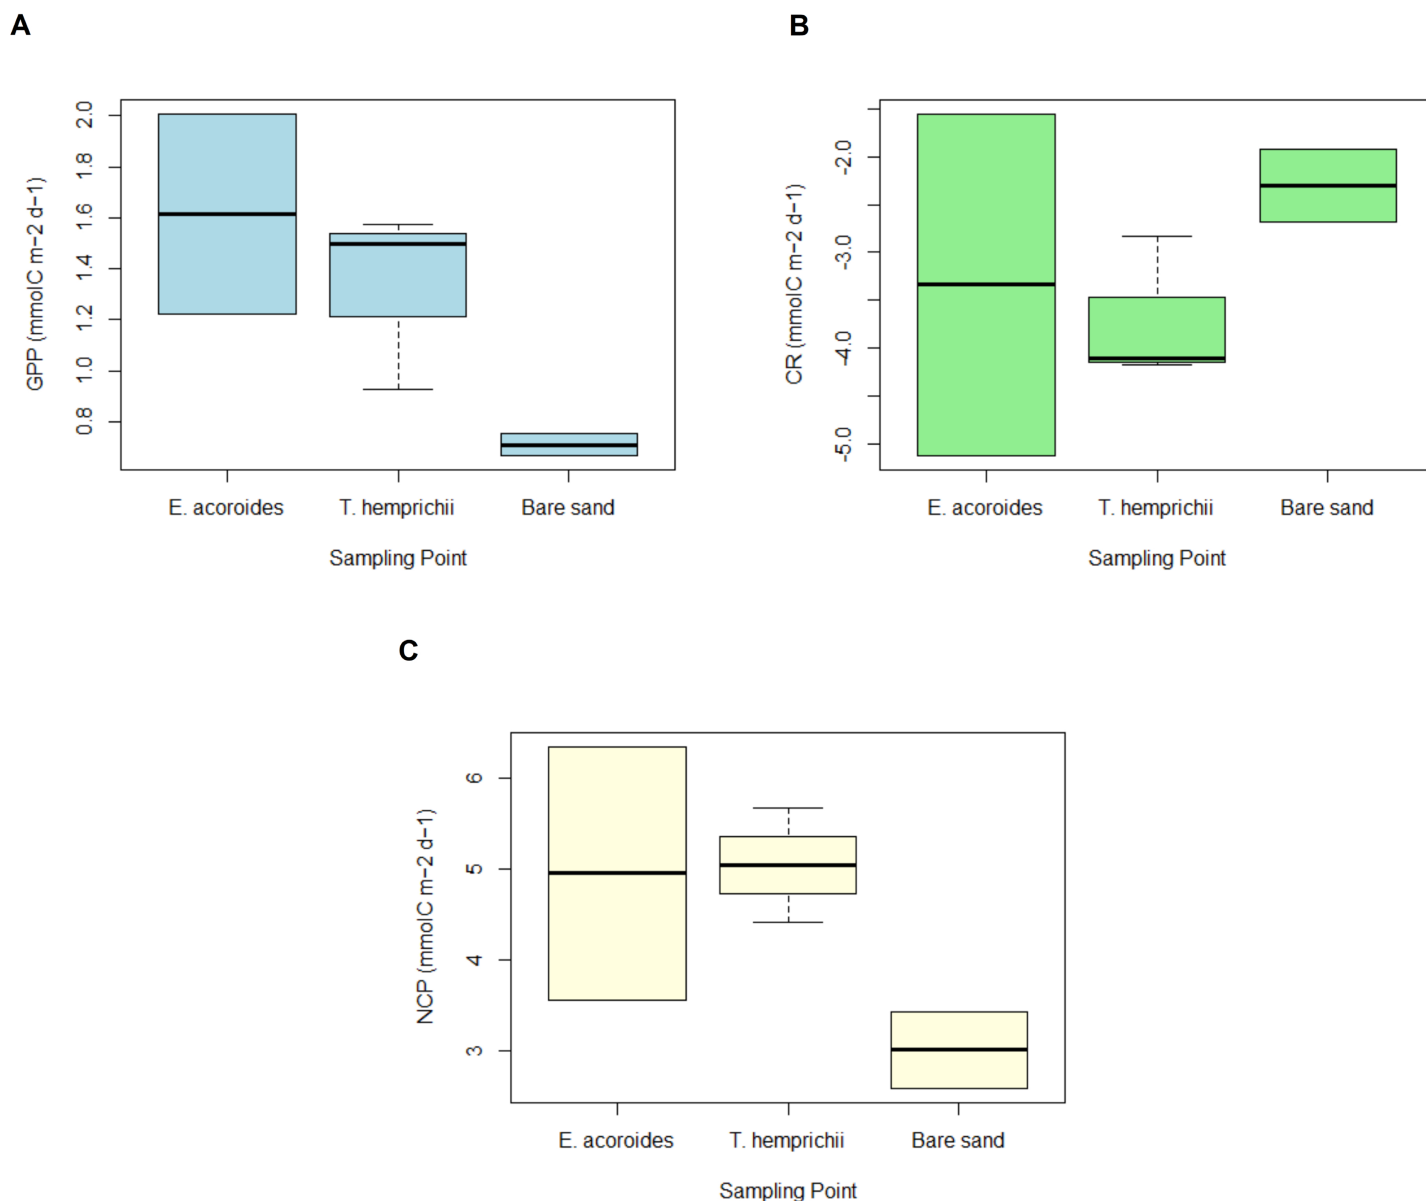 A
GPP (mmolC m−2 d−1)
2.0
1.8
1.6
1.4
1.2
1.0
0.8
E. acoroides
T. hemprichii
Bare sand
Sampling Point
B
CR (mmolC m−2 d−1)
-2.0
-3.0
-4.0
-5.0
E. acoroides
T. hemprichii
Bare sand
Sampling Point
C
NCP (mmolC m−2 d−1)
6
5
4
3
E. acoroides
T. hemprichii
Bare sand
Sampling Point